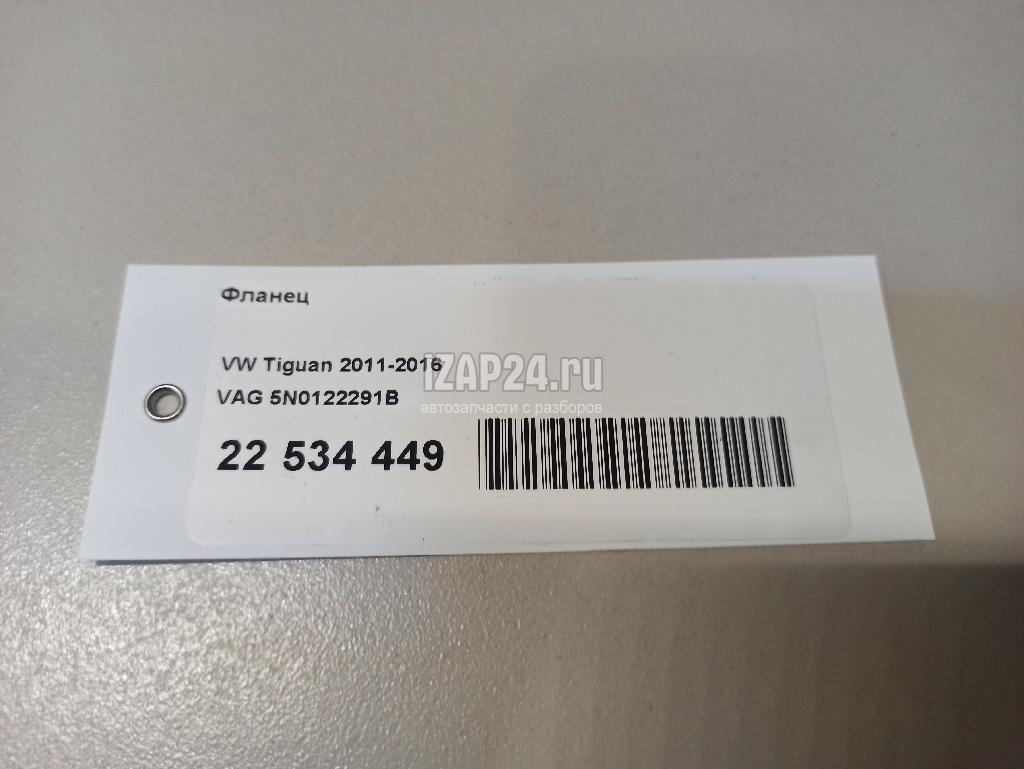 Фланец
VW Tiguan 2011-2016
iZAP24.ru
VAG 5N0122291B
автозапчасти с разборов
22 534 449